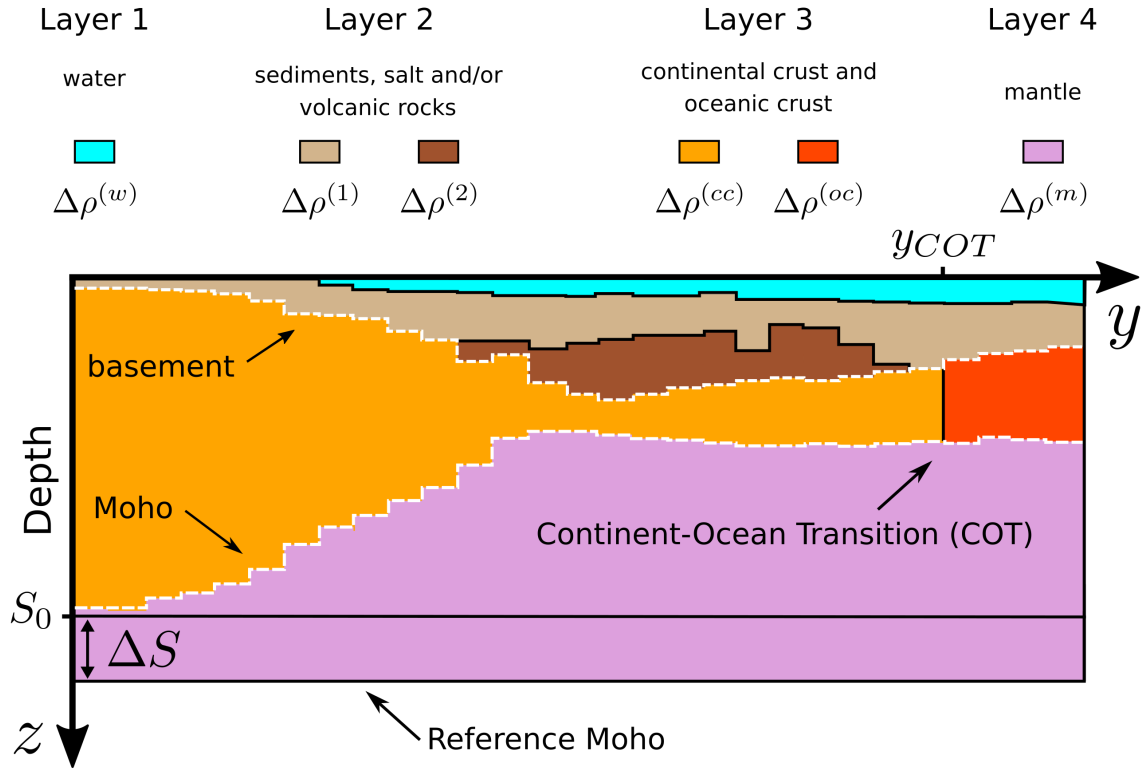 Layer 1 Layer 2 Layer 3 Layer 4
water
sediments, salt and/or
volcanic rocks
continental crust and
oceanic crust
mantle
Δρ^(w) Δρ^(1) Δρ^(2) Δρ^(cc) Δρ^(oc) Δρ^(m)
y_COT
y
basement
Depth
Moho
Continent-Ocean Transition (COT)
S_0
ΔS
z
Reference Moho